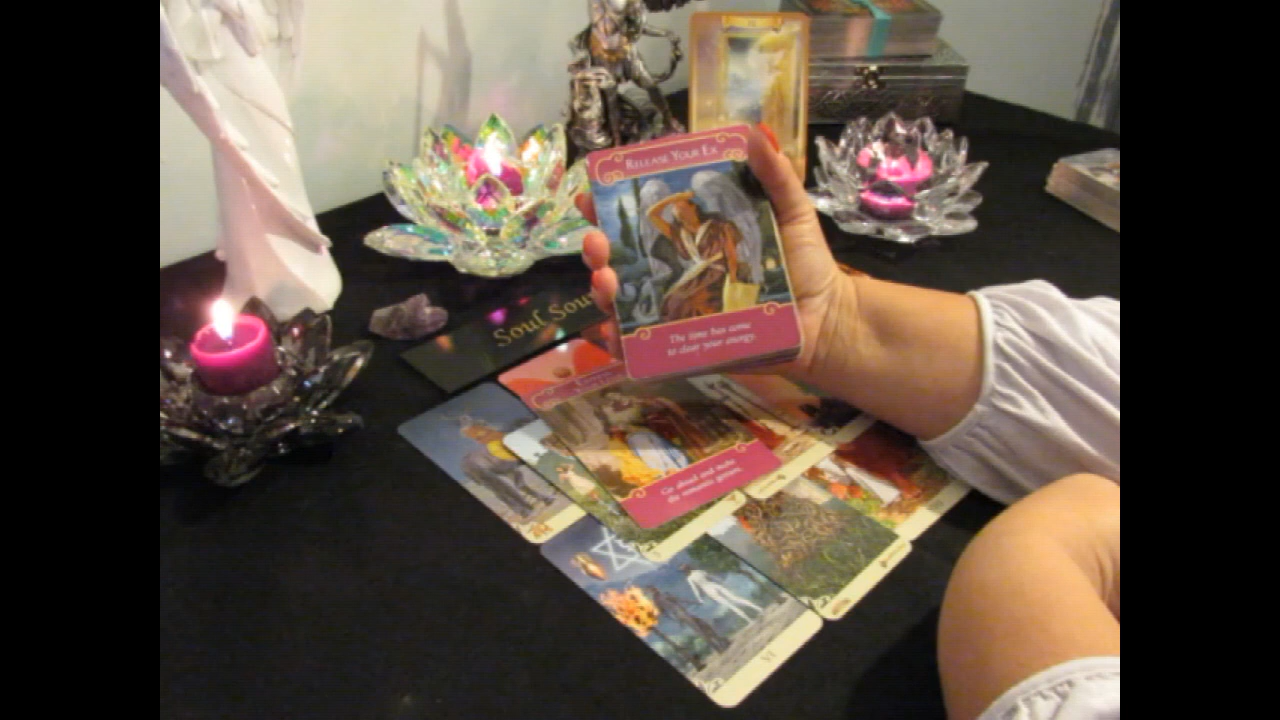 RELEASE YOUR EX
The time has come
to clear your energy.
Soul Sou
Go ahead and make
the romantic gesture.
VI